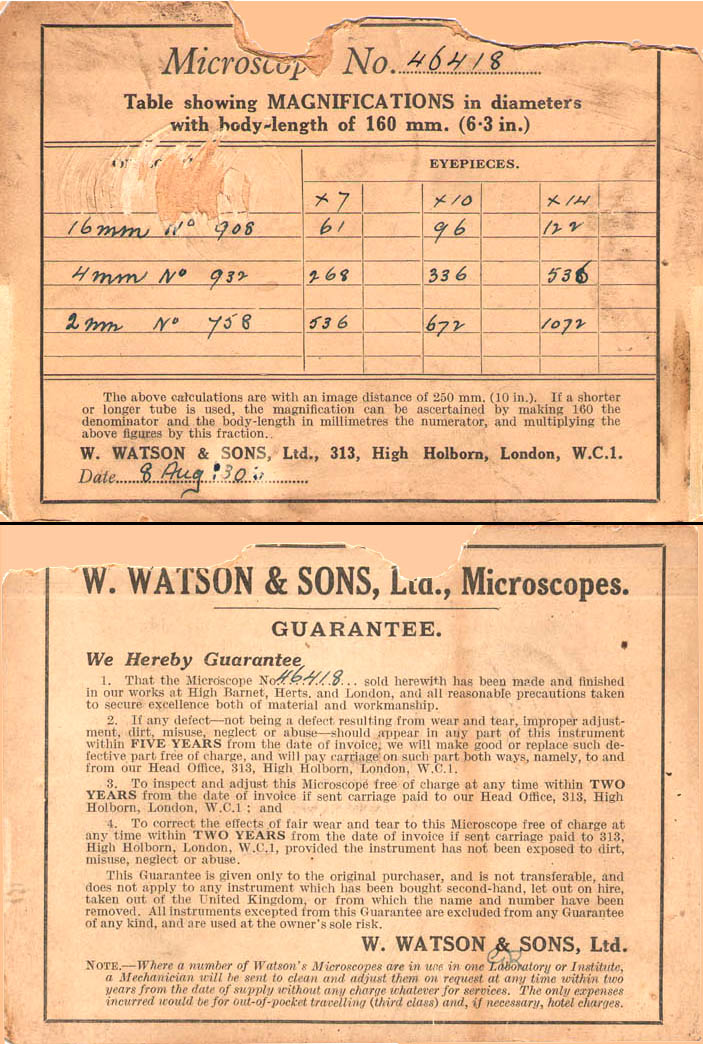 Microscop No. 46418
Table showing MAGNIFICATIONS in diameters
with body-length of 160 mm. (6·3 in.)
EYEPIECES.
×7 ×10 ×14
16mm No 908 61 96 122
4mm No 932 268 336 536
2mm No 758 536 672 1072
The above calculations are with an image distance of 250 mm. (10 in.). If a shorter
or longer tube is used, the magnification can be ascertained by making 160 the
denominator and the body-length in millimetres the numerator, and multiplying the
above figures by this fraction.
W. WATSON & SONS, Ltd., 313, High Holborn, London, W.C.1.
Date 8 Aug 30
W. WATSON & SONS, Ltd., Microscopes.
GUARANTEE.
We Hereby Guarantee
1. That the Microscope No. 46418 ... sold herewith has been made and finished
in our works at High Barnet, Herts. and London, and all reasonable precautions taken
to secure excellence both of material and workmanship.
2. If any defect—not being a defect resulting from wear and tear, improper adjust-
ment, dirt, misuse, neglect or abuse—should appear in any part of this instrument
within FIVE YEARS from the date of invoice, we will make good or replace such de-
fective part free of charge, and will pay carriage on such part both ways, namely, to and
from our Head Office, 313, High Holborn, London, W.C.1.
3. To inspect and adjust this Microscope free of charge at any time within TWO
YEARS from the date of invoice if sent carriage paid to our Head Office, 313, High
Holborn, London, W.C.1 ; and
4. To correct the effects of fair wear and tear to this Microscope free of charge at
any time within TWO YEARS from the date of invoice if sent carriage paid to 313,
High Holborn, London, W.C.1, provided the instrument has not been exposed to dirt,
misuse, neglect or abuse.
This Guarantee is given only to the original purchaser, and is not transferable, and
does not apply to any instrument which has been bought second-hand, let out on hire,
taken out of the United Kingdom, or from which the name and number have been
removed. All instruments excepted from this Guarantee are excluded from any Guarantee
of any kind, and are used at the owner's sole risk.
W. WATSON & SONS, Ltd.
NOTE.—Where a number of Watson's Microscopes are in use in one Laboratory or Institute,
a Mechanician will be sent to clean and adjust them on request at any time within two
years from the date of supply without any charge whatever for services. The only expenses
incurred would be for out-of-pocket travelling (third class) and, if necessary, hotel charges.